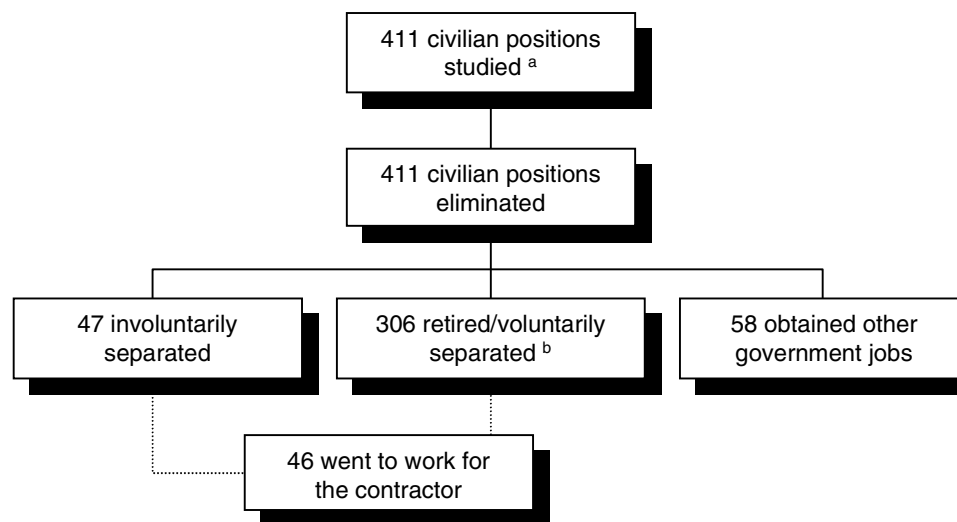 411 civilian positions
studied a
411 civilian positions
eliminated
47 involuntarily
separated
306 retired/voluntarily
separated b
58 obtained other
government jobs
46 went to work for
the contractor